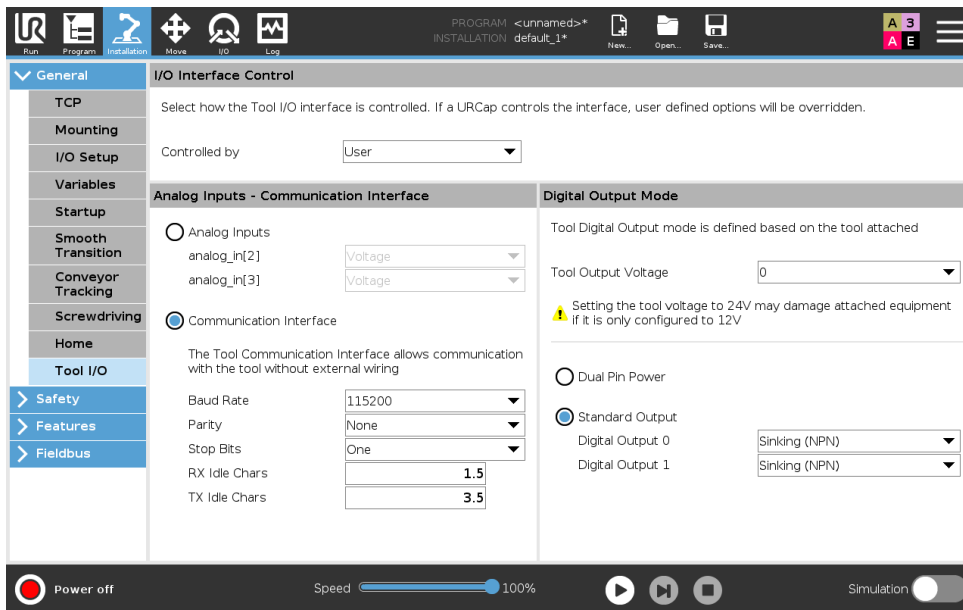 PROGRAM <unnamed>*
INSTALLATION default_1*
Run Program Installation Move I/O Log
New... Open... Save...
A 3
A E
General
TCP
Mounting
I/O Setup
Variables
Startup
Smooth
Transition
Conveyor
Tracking
Screwdriving
Home
Tool I/O
Safety
Features
Fieldbus
I/O Interface Control
Select how the Tool I/O interface is controlled. If a URCap controls the interface, user defined options will be overridden.
Controlled by User
Analog Inputs - Communication Interface
Analog Inputs
analog_in[2] Voltage
analog_in[3] Voltage
Communication Interface
The Tool Communication Interface allows communication
with the tool without external wiring
Baud Rate 115200
Parity None
Stop Bits One
RX Idle Chars 1.5
TX Idle Chars 3.5
Digital Output Mode
Tool Digital Output mode is defined based on the tool attached
Tool Output Voltage 0
Setting the tool voltage to 24V may damage attached equipment
if it is only configured to 12V
Dual Pin Power
Standard Output
Digital Output 0 Sinking (NPN)
Digital Output 1 Sinking (NPN)
Power off
Speed 100%
Simulation